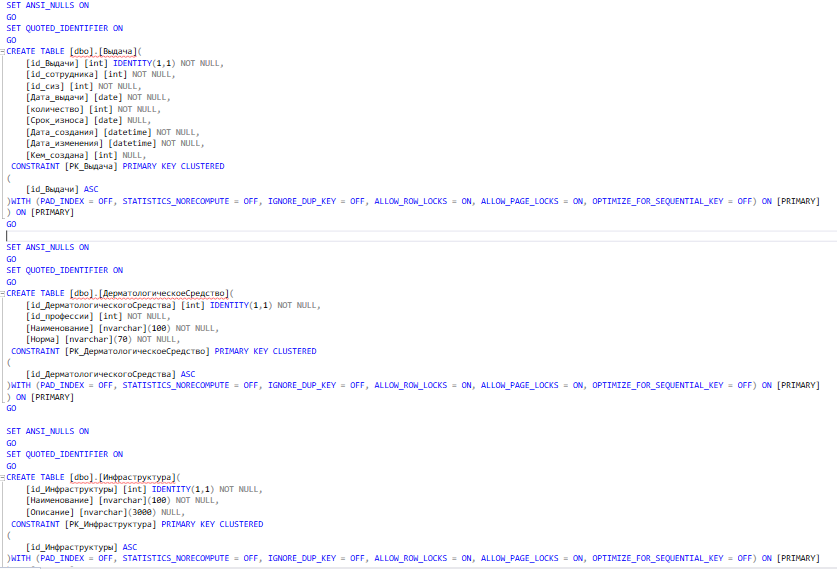 SET ANSI_NULLS ON
GO
SET QUOTED_IDENTIFIER ON
GO
CREATE TABLE [dbo].[Выдача](
[id_Выдачи] [int] IDENTITY(1,1) NOT NULL,
[id_сотрудника] [int] NOT NULL,
[id_сиз] [int] NOT NULL,
[Дата_выдачи] [date] NOT NULL,
[количество] [int] NOT NULL,
[Срок_износа] [date] NULL,
[Дата_создания] [datetime] NOT NULL,
[Дата_изменения] [datetime] NOT NULL,
[Кем_создана] [int] NULL,
CONSTRAINT [PK_Выдача] PRIMARY KEY CLUSTERED
(
[id_Выдачи] ASC
)WITH (PAD_INDEX = OFF, STATISTICS_NORECOMPUTE = OFF, IGNORE_DUP_KEY = OFF, ALLOW_ROW_LOCKS = ON, ALLOW_PAGE_LOCKS = ON, OPTIMIZE_FOR_SEQUENTIAL_KEY = OFF) ON [PRIMARY]
) ON [PRIMARY]
GO
SET ANSI_NULLS ON
GO
SET QUOTED_IDENTIFIER ON
GO
CREATE TABLE [dbo].[ДерматологическоеСредство](
[id_ДерматологическогоСредства] [int] IDENTITY(1,1) NOT NULL,
[id_профессии] [int] NOT NULL,
[Наименование] [nvarchar](100) NOT NULL,
[Норма] [nvarchar](70) NOT NULL,
CONSTRAINT [PK_ДерматологическоеСредство] PRIMARY KEY CLUSTERED
(
[id_ДерматологическогоСредства] ASC
)WITH (PAD_INDEX = OFF, STATISTICS_NORECOMPUTE = OFF, IGNORE_DUP_KEY = OFF, ALLOW_ROW_LOCKS = ON, ALLOW_PAGE_LOCKS = ON, OPTIMIZE_FOR_SEQUENTIAL_KEY = OFF) ON [PRIMARY]
) ON [PRIMARY]
GO
SET ANSI_NULLS ON
GO
SET QUOTED_IDENTIFIER ON
GO
CREATE TABLE [dbo].[Инфраструктура](
[id_Инфраструктуры] [int] IDENTITY(1,1) NOT NULL,
[Наименование] [nvarchar](100) NOT NULL,
[Описание] [nvarchar](3000) NULL,
CONSTRAINT [PK_Инфраструктура] PRIMARY KEY CLUSTERED
(
[id_Инфраструктуры] ASC
)WITH (PAD_INDEX = OFF, STATISTICS_NORECOMPUTE = OFF, IGNORE_DUP_KEY = OFF, ALLOW_ROW_LOCKS = ON, ALLOW_PAGE_LOCKS = ON, OPTIMIZE_FOR_SEQUENTIAL_KEY = OFF) ON [PRIMARY]